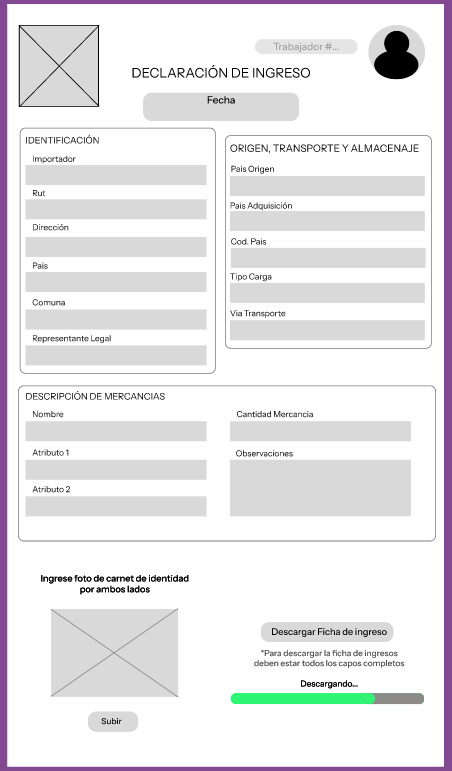 Trabajador #...
DECLARACIÓN DE INGRESO
Fecha
IDENTIFICACIÓN
Importador
Rut
Dirección
Pais
Comuna
Representante Legal
ORIGEN, TRANSPORTE Y ALMACENAJE
Pais Origen
Pais Adquisición
Cod. Pais
Tipo Carga
Via Transporte
DESCRIPCIÓN DE MERCANCIAS
Nombre
Atributo 1
Atributo 2
Cantidad Mercancia
Observaciones
Ingrese foto de carnet de identidad
por ambos lados
Subir
Descargar Ficha de ingreso
*Para descargar la ficha de ingresos
deben estar todos los capos completos
Descargando...